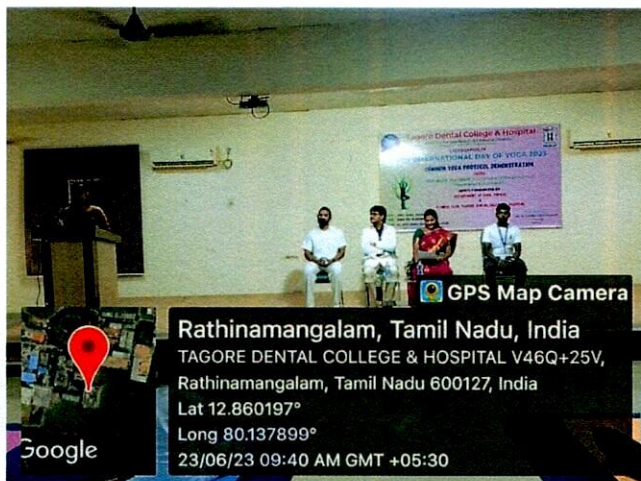 Tagore Dental College & Hospital
INTERNATIONAL DAY OF YOGA 2023
COMMON YOGA PROTOCOL DEMONSTRATION
GPS Map Camera
Rathinamangalam, Tamil Nadu, India
TAGORE DENTAL COLLEGE & HOSPITAL V46Q+25V,
Rathinamangalam, Tamil Nadu 600127, India
Lat 12.860197°
Long 80.137899°
23/06/23 09:40 AM GMT +05:30
Google